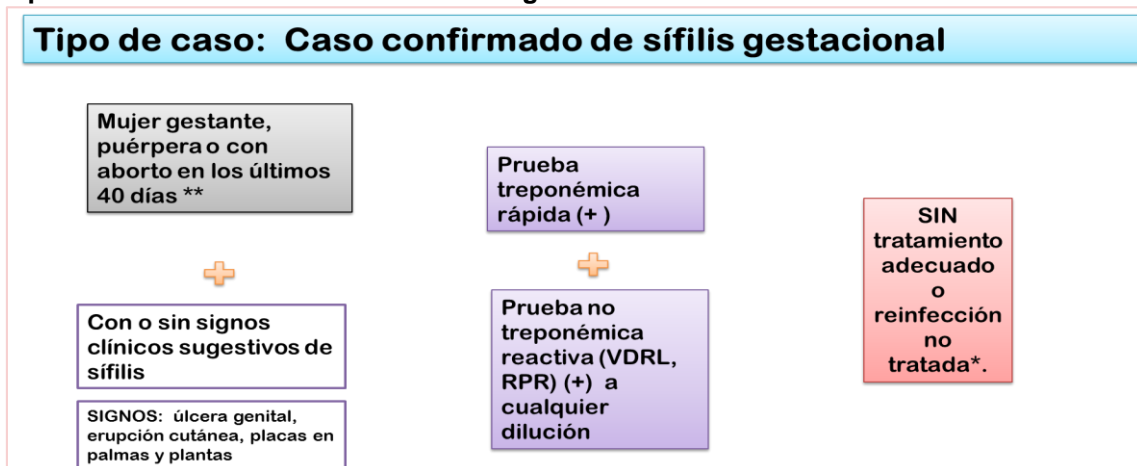 Tipo de caso: Caso confirmado de sífilis gestacional
Mujer gestante,
puérpera o con
aborto en los últimos
40 días **
Con o sin signos
clínicos sugestivos de
sífilis
SIGNOS: úlcera genital,
erupción cutánea, placas en
palmas y plantas
Prueba
treponémica
rápida (+ )
Prueba no
treponémica
reactiva (VDRL,
RPR) (+) a
cualquier
dilución
SIN
tratamiento
adecuado
o
reinfección
no
tratada*.